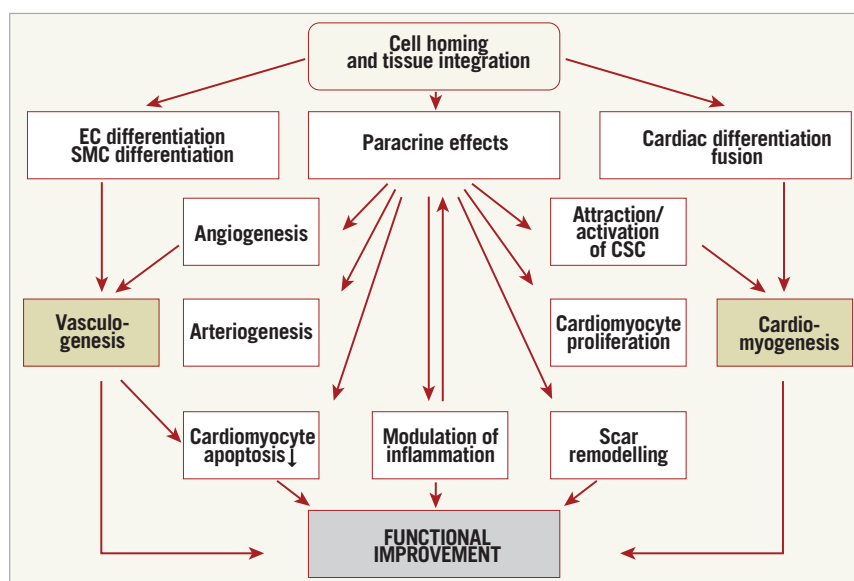 Cell homing
and tissue integration
EC differentiation
SMC differentiation
Paracrine effects
Cardiac differentiation
fusion
Angiogenesis
Attraction/
activation
of CSC
Vasculo-
genesis
Arteriogenesis
Cardiomyocyte
proliferation
Cardio-
myogenesis
Cardiomyocyte
apoptosis↓
Modulation of
inflammation
Scar
remodelling
FUNCTIONAL
IMPROVEMENT